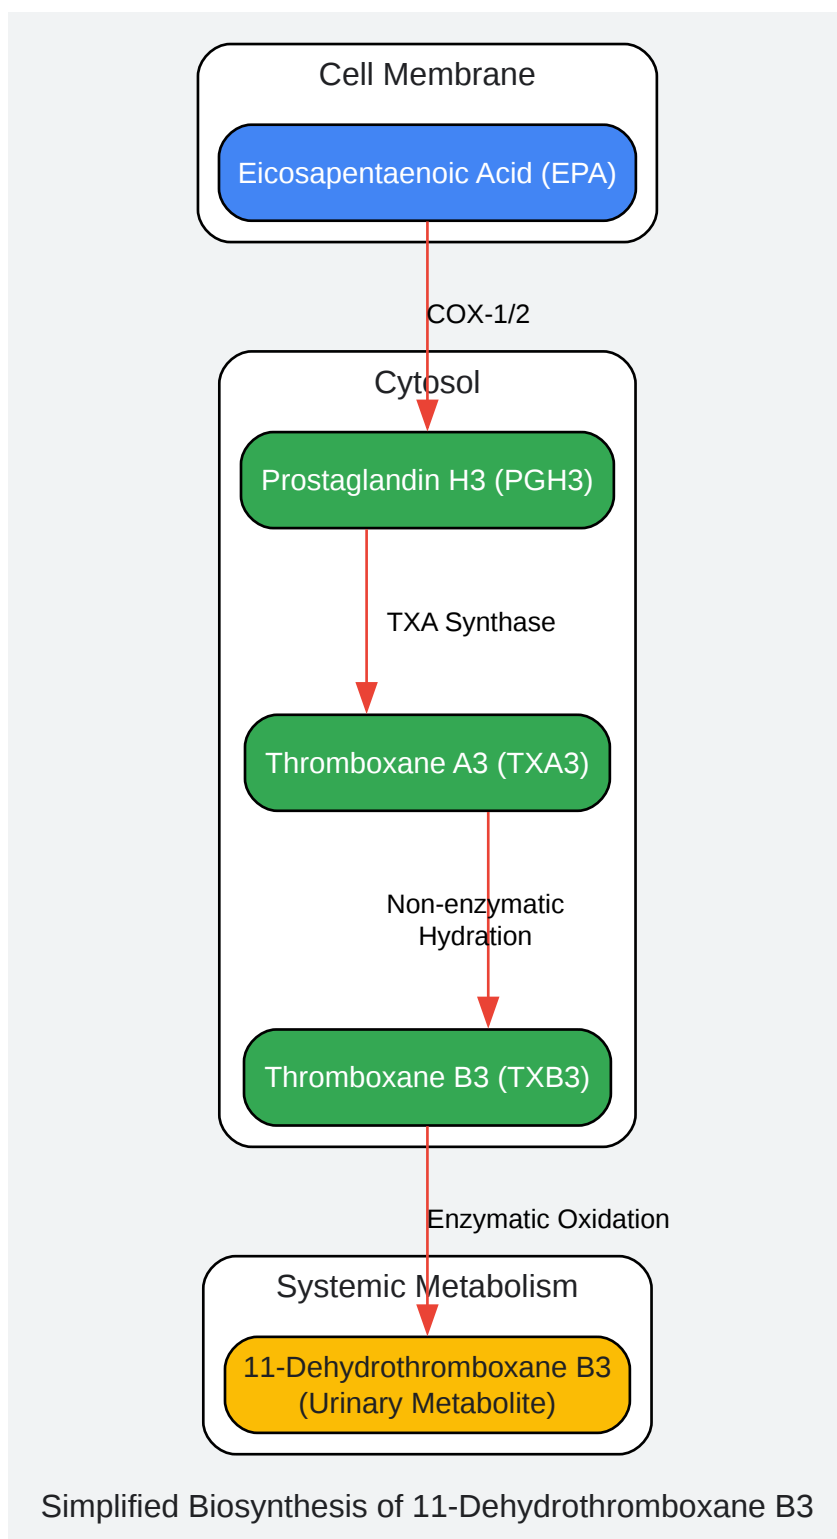 Cell Membrane
Eicosapentaenoic Acid (EPA)
COX-1/2
Cytosol
Prostaglandin H3 (PGH3)
TXA Synthase
Thromboxane A3 (TXA3)
Non-enzymatic
Hydration
Thromboxane B3 (TXB3)
Enzymatic Oxidation
Systemic Metabolism
11-Dehydrothromboxane B3
(Urinary Metabolite)
Simplified Biosynthesis of 11-Dehydrothromboxane B3